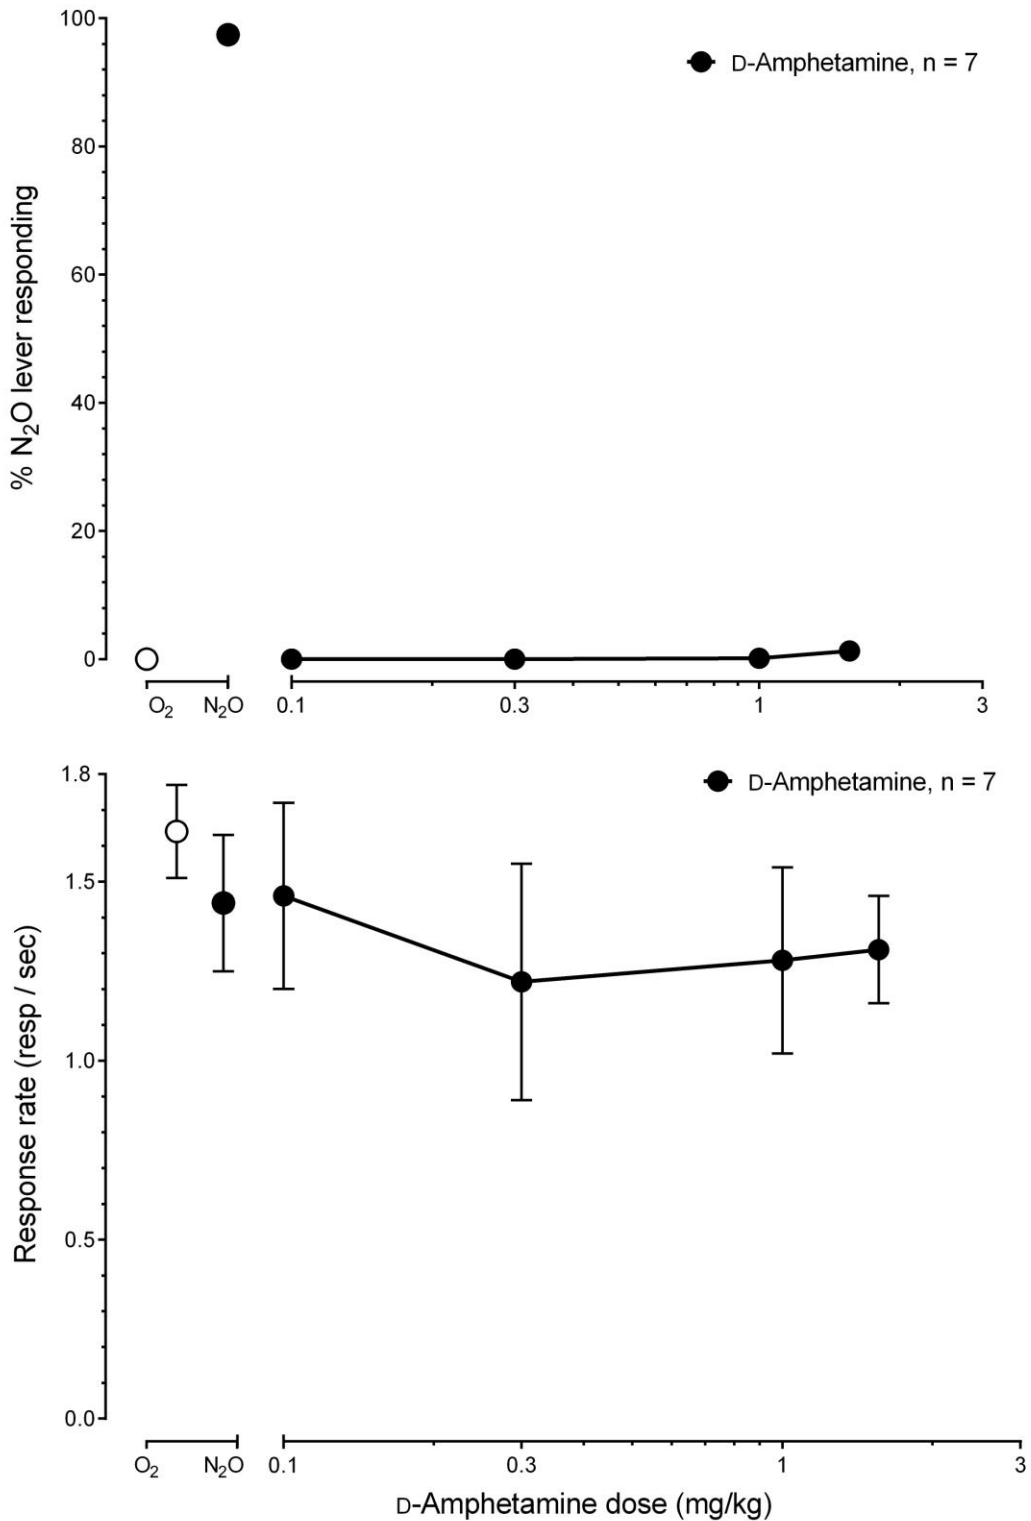 100
80
60
40
20
0
% N₂O lever responding
D-Amphetamine, n = 7
O₂ N₂O 0.1 0.3 1 3
1.8
1.5
1.0
0.5
0.0
Response rate (resp / sec)
D-Amphetamine, n = 7
O₂ N₂O 0.1 0.3 1 3
D-Amphetamine dose (mg/kg)